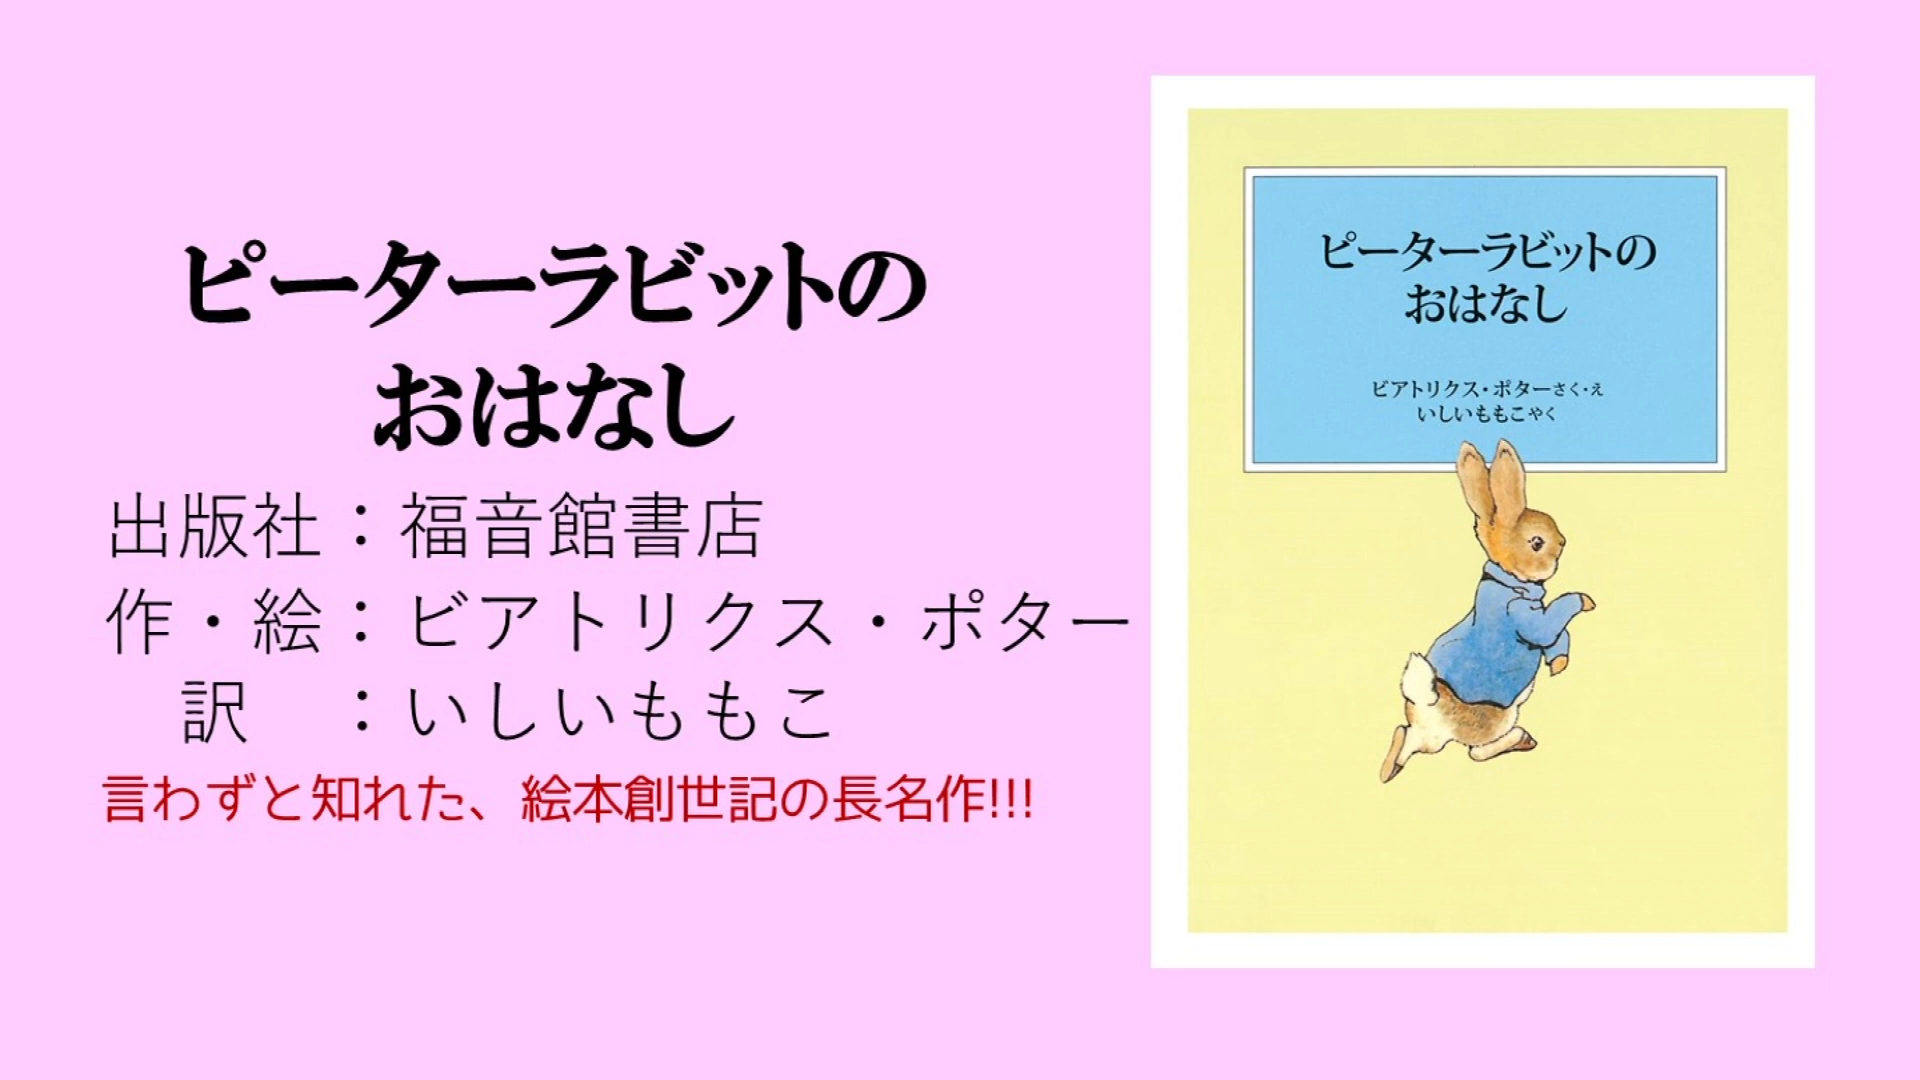 ピーターラビットの
おはなし
出版社：福音館書店
作・絵：ビアトリクス・ポター
訳　：いしいももこ
言わずと知れた、絵本創世記の長名作!!!
ピーターラビットの
おはなし
ビアトリクス・ポターさく・え
いしいももこやく